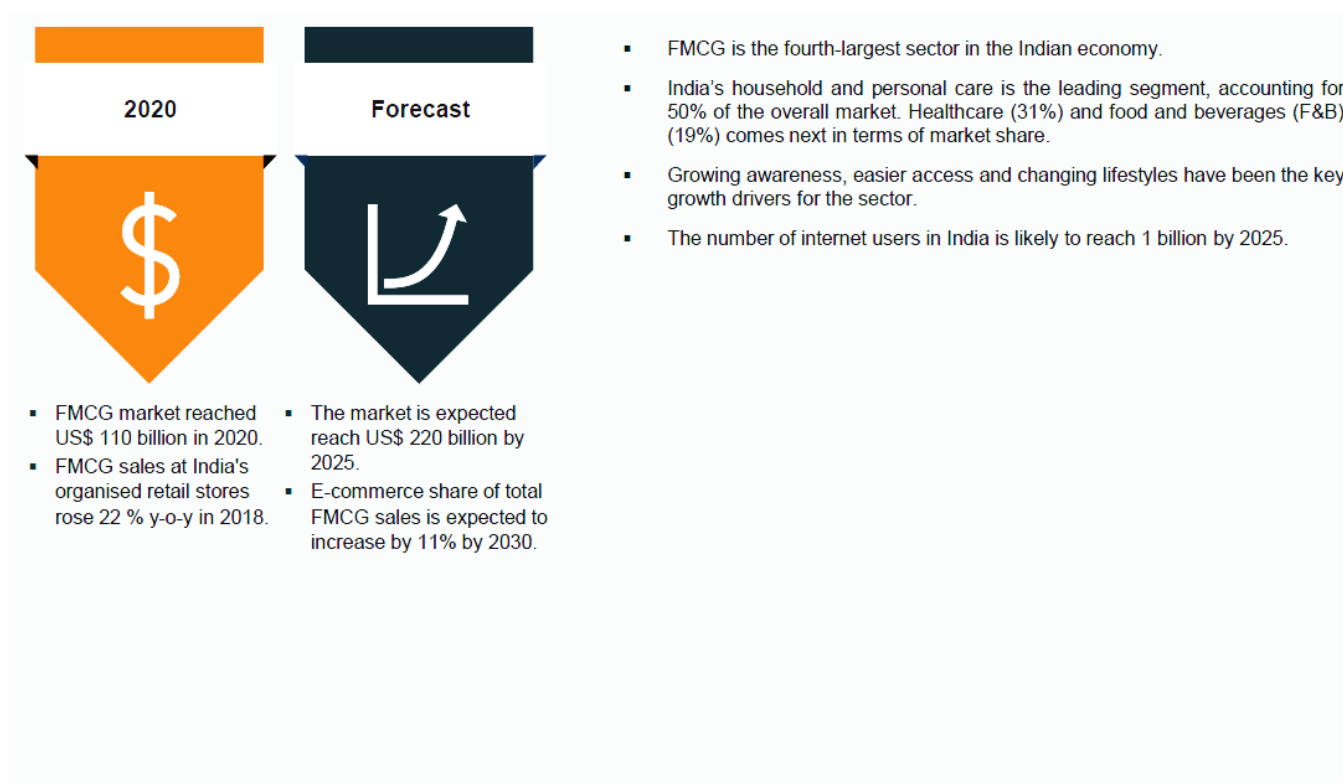 2020
Forecast
▪ FMCG market reached
US$ 110 billion in 2020.
▪ FMCG sales at India's
organised retail stores
rose 22 % y-o-y in 2018.
▪ The market is expected
reach US$ 220 billion by
2025.
▪ E-commerce share of total
FMCG sales is expected to
increase by 11% by 2030.
▪ FMCG is the fourth-largest sector in the Indian economy.
▪ India’s household and personal care is the leading segment, accounting for
50% of the overall market. Healthcare (31%) and food and beverages (F&B)
(19%) comes next in terms of market share.
▪ Growing awareness, easier access and changing lifestyles have been the key
growth drivers for the sector.
▪ The number of internet users in India is likely to reach 1 billion by 2025.